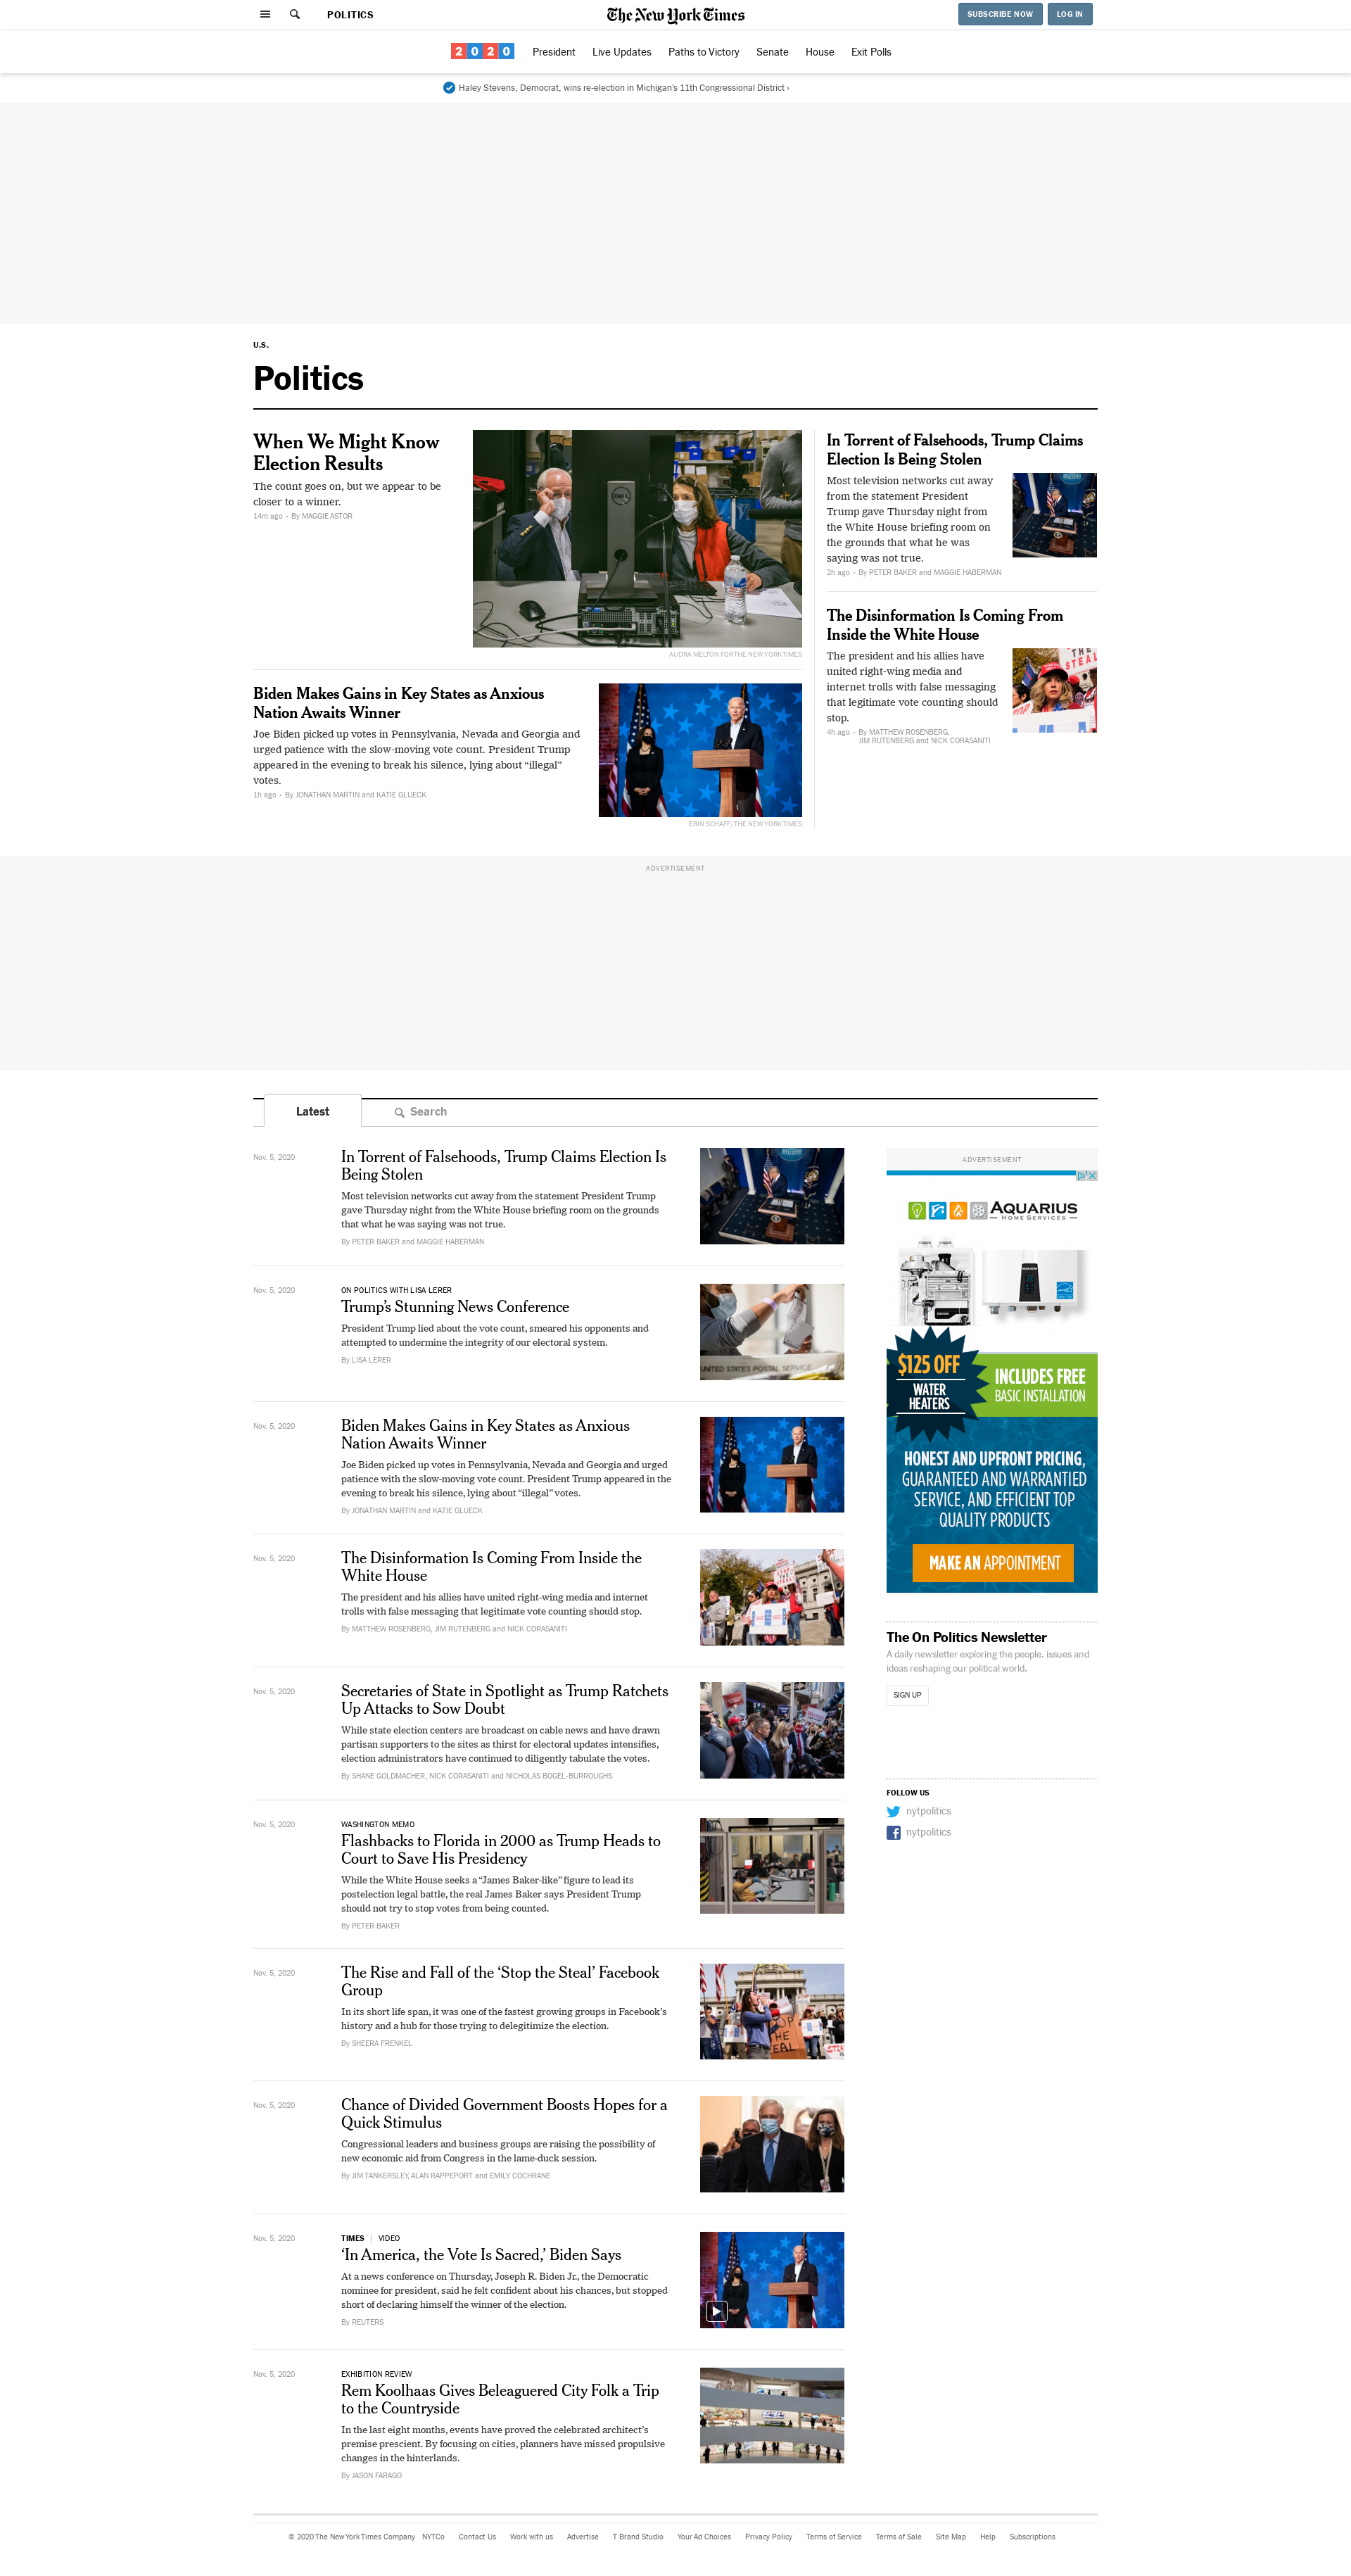 POLITICS
The New York Times
SUBSCRIBE NOW
LOG IN
2020
President
Live Updates
Paths to Victory
Senate
House
Exit Polls
Haley Stevens, Democrat, wins re-election in Michigan's 11th Congressional District ›
U.S.
Politics
When We Might Know
Election Results
The count goes on, but we appear to be
closer to a winner.
14m ago • By MAGGIE ASTOR
DELL
AUDRA MELTON FOR THE NEW YORK TIMES
Biden Makes Gains in Key States as Anxious
Nation Awaits Winner
Joe Biden picked up votes in Pennsylvania, Nevada and Georgia and
urged patience with the slow-moving vote count. President Trump
appeared in the evening to break his silence, lying about “illegal”
votes.
1h ago • By JONATHAN MARTIN and KATIE GLUECK
ERIN SCHAFF/THE NEW YORK TIMES
In Torrent of Falsehoods, Trump Claims
Election Is Being Stolen
Most television networks cut away
from the statement President
Trump gave Thursday night from
the White House briefing room on
the grounds that what he was
saying was not true.
2h ago • By PETER BAKER and MAGGIE HABERMAN
The Disinformation Is Coming From
Inside the White House
The president and his allies have
united right-wing media and
internet trolls with false messaging
that legitimate vote counting should
stop.
4h ago • By MATTHEW ROSENBERG,
JIM RUTENBERG and NICK CORASANITI
ADVERTISEMENT
Latest
Search
Nov. 5, 2020
In Torrent of Falsehoods, Trump Claims Election Is
Being Stolen
Most television networks cut away from the statement President Trump
gave Thursday night from the White House briefing room on the grounds
that what he was saying was not true.
By PETER BAKER and MAGGIE HABERMAN
Nov. 5, 2020
ON POLITICS WITH LISA LERER
Trump’s Stunning News Conference
President Trump lied about the vote count, smeared his opponents and
attempted to undermine the integrity of our electoral system.
By LISA LERER
UNITED STATES POSTAL SERVICE
Nov. 5, 2020
Biden Makes Gains in Key States as Anxious
Nation Awaits Winner
Joe Biden picked up votes in Pennsylvania, Nevada and Georgia and urged
patience with the slow-moving vote count. President Trump appeared in the
evening to break his silence, lying about “illegal” votes.
By JONATHAN MARTIN and KATIE GLUECK
Nov. 5, 2020
The Disinformation Is Coming From Inside the
White House
The president and his allies have united right-wing media and internet
trolls with false messaging that legitimate vote counting should stop.
By MATTHEW ROSENBERG, JIM RUTENBERG and NICK CORASANITI
Nov. 5, 2020
Secretaries of State in Spotlight as Trump Ratchets
Up Attacks to Sow Doubt
While state election centers are broadcast on cable news and have drawn
partisan supporters to the sites as thirst for electoral updates intensifies,
election administrators have continued to diligently tabulate the votes.
By SHANE GOLDMACHER, NICK CORASANITI and NICHOLAS BOGEL-BURROUGHS
Nov. 5, 2020
WASHINGTON MEMO
Flashbacks to Florida in 2000 as Trump Heads to
Court to Save His Presidency
While the White House seeks a “James Baker-like” figure to lead its
postelection legal battle, the real James Baker says President Trump
should not try to stop votes from being counted.
By PETER BAKER
Nov. 5, 2020
The Rise and Fall of the ‘Stop the Steal’ Facebook
Group
In its short life span, it was one of the fastest growing groups in Facebook’s
history and a hub for those trying to delegitimize the election.
By SHEERA FRENKEL
Nov. 5, 2020
Chance of Divided Government Boosts Hopes for a
Quick Stimulus
Congressional leaders and business groups are raising the possibility of
new economic aid from Congress in the lame-duck session.
By JIM TANKERSLEY, ALAN RAPPEPORT and EMILY COCHRANE
Nov. 5, 2020
TIMES | VIDEO
‘In America, the Vote Is Sacred,’ Biden Says
At a news conference on Thursday, Joseph R. Biden Jr., the Democratic
nominee for president, said he felt confident about his chances, but stopped
short of declaring himself the winner of the election.
By REUTERS
Nov. 5, 2020
EXHIBITION REVIEW
Rem Koolhaas Gives Beleaguered City Folk a Trip
to the Countryside
In the last eight months, events have proved the celebrated architect’s
premise prescient. By focusing on cities, planners have missed propulsive
changes in the hinterlands.
By JASON FARAGO
ADVERTISEMENT
AQUARIUS
HOME SERVICES
$125 OFF
WATER
HEATERS
INCLUDES FREE
BASIC INSTALLATION
HONEST AND UPFRONT PRICING,
GUARANTEED AND WARRANTIED
SERVICE, AND EFFICIENT TOP
QUALITY PRODUCTS
MAKE AN APPOINTMENT
The On Politics Newsletter
A daily newsletter exploring the people, issues and
ideas reshaping our political world.
SIGN UP
FOLLOW US
nytpolitics
nytpolitics
© 2020 The New York Times Company NYTCo Contact Us Work with us Advertise T Brand Studio Your Ad Choices Privacy Policy Terms of Service Terms of Sale Site Map Help Subscriptions